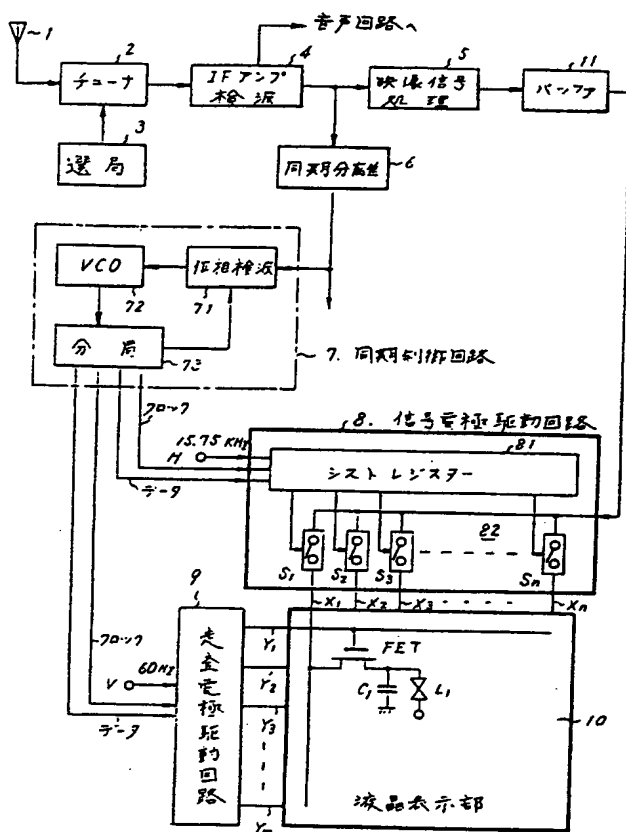 音声回路へ
1
2
チューナ
4
IFアンプ
検波
5
映像信号
処理
11
バッファ
3
選局
同期分離
6
VCO
72
位相検波
71
分周
73
7. 同期制御回路
クロック
15.75 KHz
H
データ
8. 信号電極駆動回路
81
シストレジスター
82
S1
S2
S3
Sn
X1
X2
X3
Xn
9
走査電極駆動回路
クロック
60Hz
V
データ
Y1
Y2
Y3
FET
C1
L1
10
液晶表示部